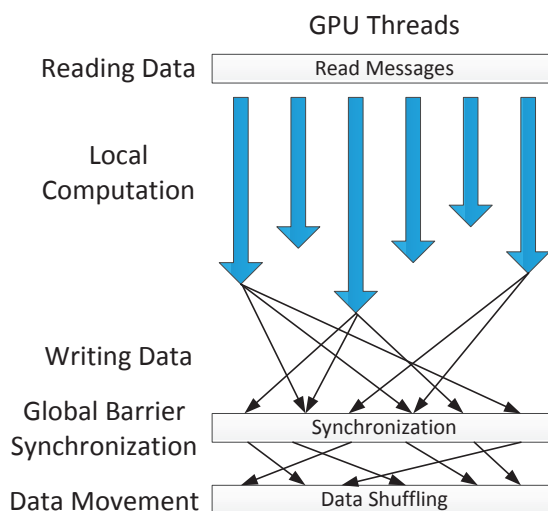 GPU Threads
Reading Data
Read Messages
Local
Computation
Writing Data
Global Barrier
Synchronization
Synchronization
Data Movement
Data Shuffling